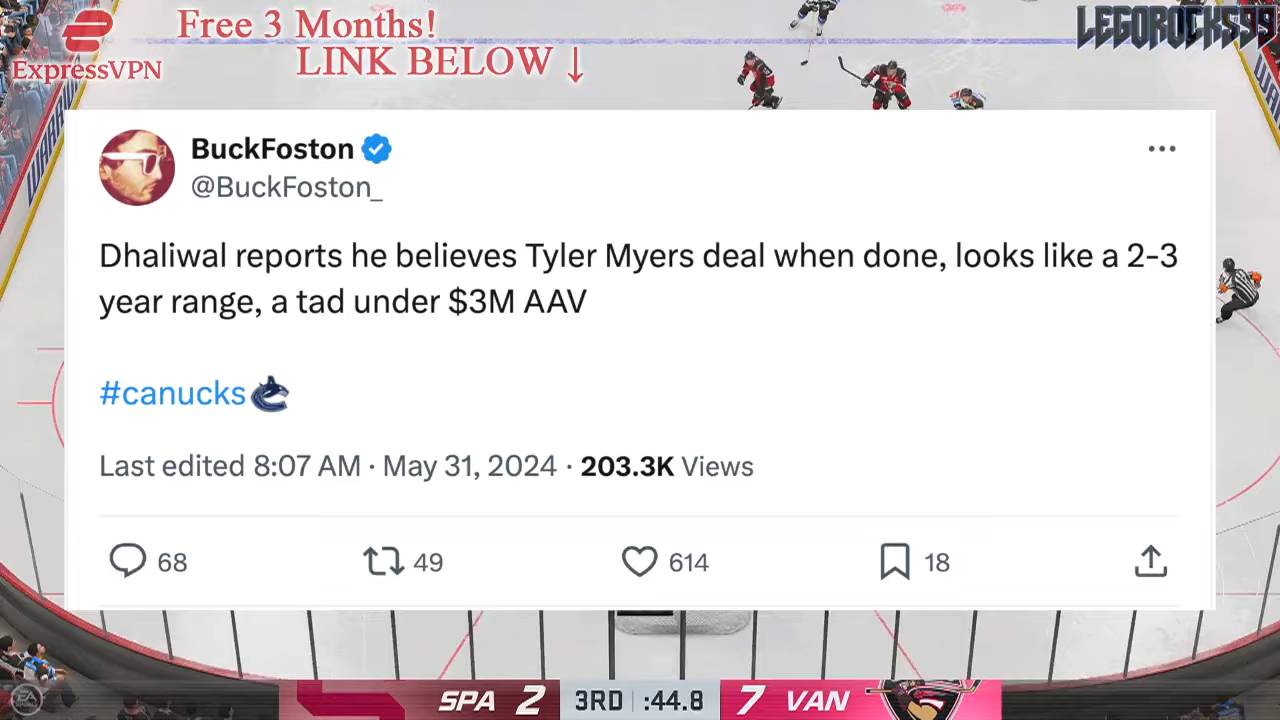 Free 3 Months!
LINK BELOW ↓
ExpressVPN
LEGOROCKS99
BuckFoston
@BuckFoston_
Dhaliwal reports he believes Tyler Myers deal when done, looks like a 2-3
year range, a tad under $3M AAV
#canucks
Last edited 8:07 AM · May 31, 2024 · 203.3K Views
68
49
614
18
SPA 2 3RD :44.8 7 VAN